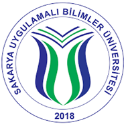 SAKARYA UYGULAMALI BİLİMLER ÜNİVERSİTESİ
2018